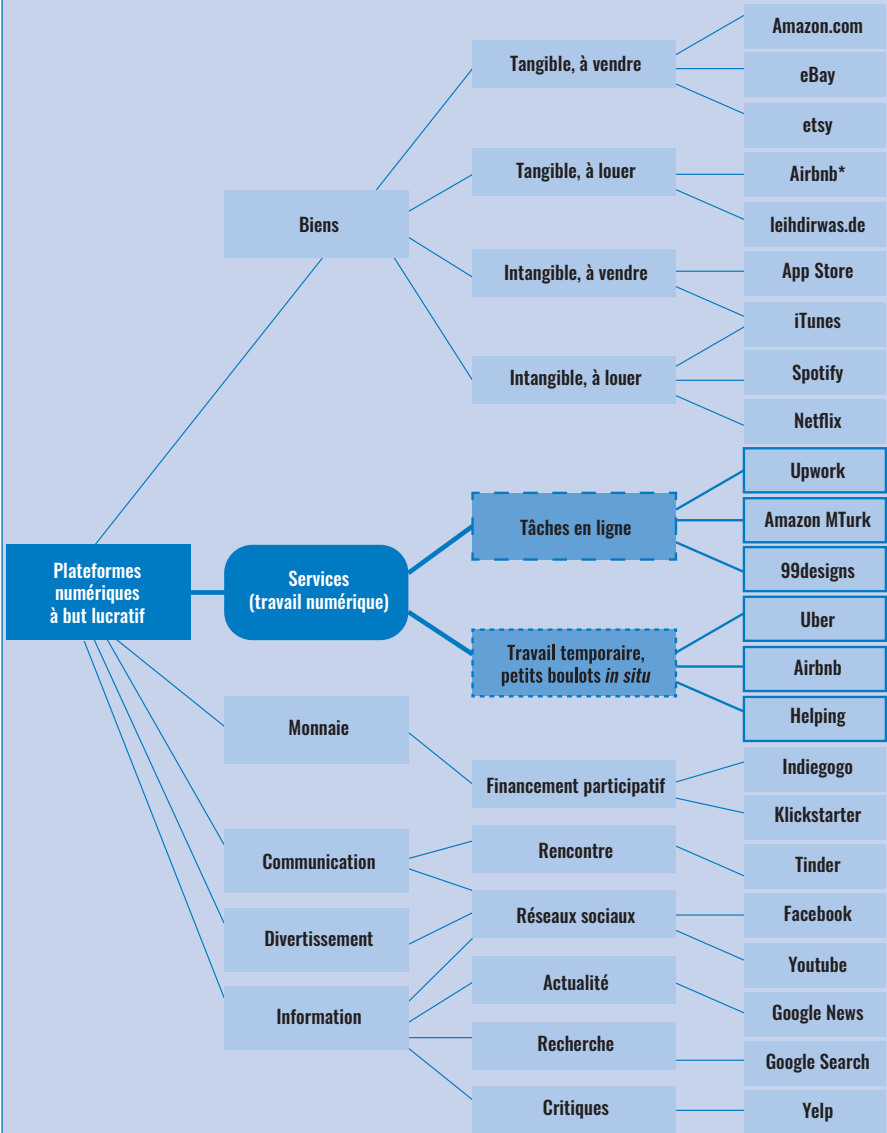 Plateformes
numériques
à but lucratif
Biens
Services
(travail numérique)
Monnaie
Communication
Divertissement
Information
Tangible, à vendre
Tangible, à louer
Intangible, à vendre
Intangible, à louer
Tâches en ligne
Travail temporaire,
petits boulots in situ
Financement participatif
Rencontre
Réseaux sociaux
Actualité
Recherche
Critiques
Amazon.com
eBay
etsy
Airbnb*
leihdirwas.de
App Store
iTunes
Spotify
Netflix
Upwork
Amazon MTurk
99designs
Uber
Airbnb
Helping
Indiegogo
Klickstarter
Tinder
Facebook
Youtube
Google News
Google Search
Yelp